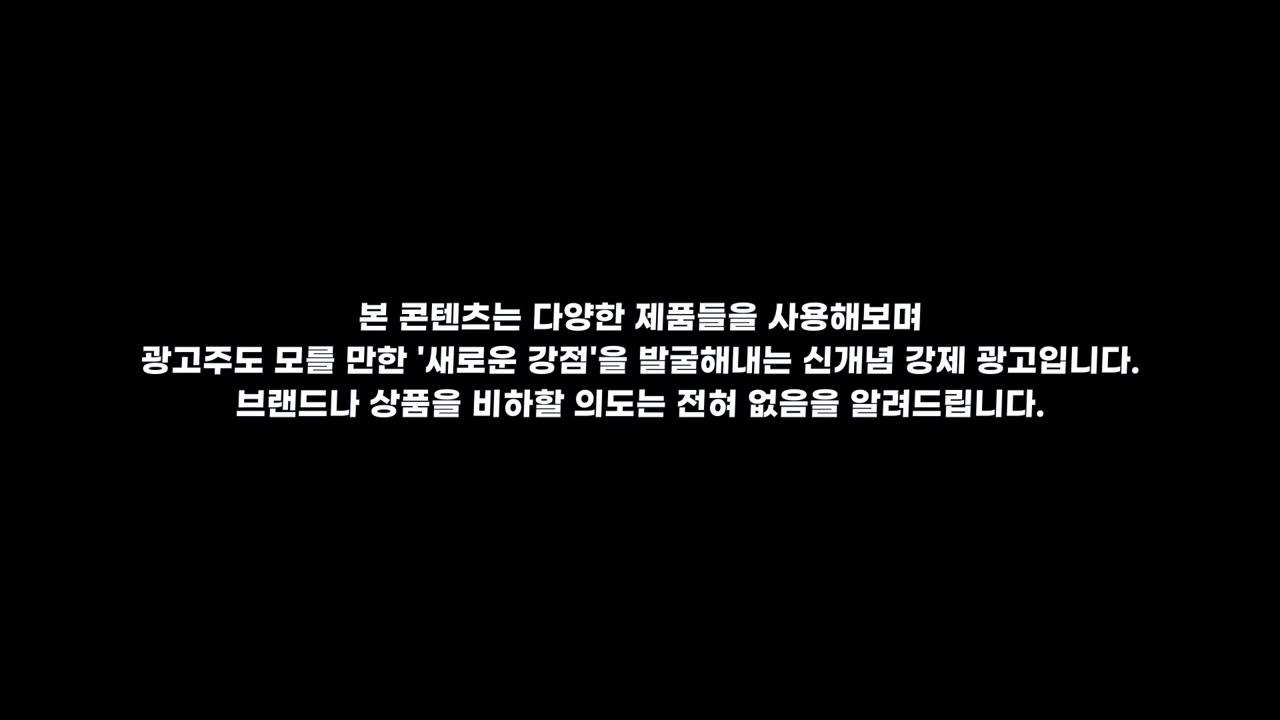 본 콘텐츠는 다양한 제품들을 사용해보며
광고주도 모를 만한 '새로운 강점'을 발굴해내는 신개념 강제 광고입니다.
브랜드나 상품을 비하할 의도는 전혀 없음을 알려드립니다.